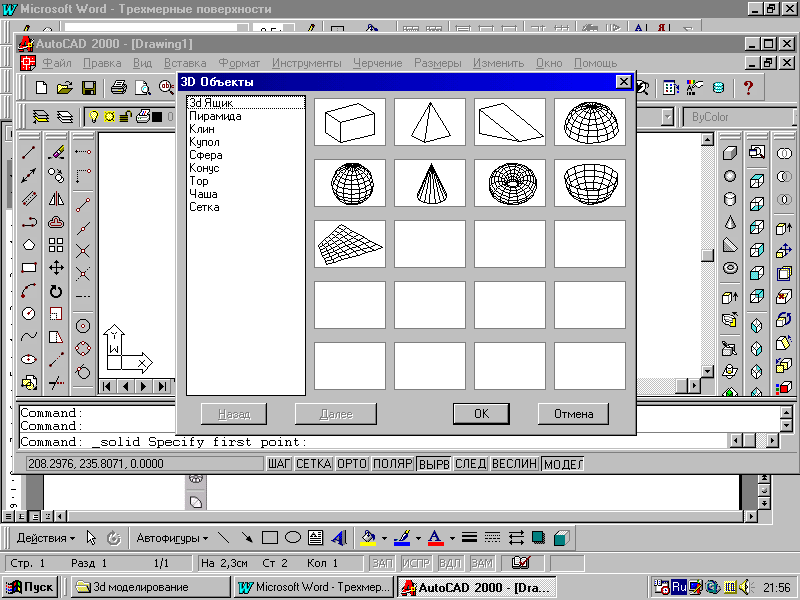 Microsoft Word - Трехмерные поверхности
AutoCAD 2000 - [Drawing1]
Файл Правка Вид Вставка Формат Инструменты Черчение Размеры Изменить Окно Помощь
3D Объекты
0
ByColor
3d Ящик
Пирамида
Клин
Купол
Сфера
Конус
Тор
Чаша
Сетка
Y
W
X
Назад Далее OK Отмена
Command:
Command:
Command: _solid Specify first point:
208.2976, 235.8071, 0.0000 ШАГ СЕТКА ОРТО ПОЛЯР ВЫРВ СЛЕД ВЕСЛИН МОДЕЛ
Действия Автофигуры
Стр. 1 Разд 1 1/1 На 2,3см Ст 2 Кол 1 ЗАП ИСПР ВДЛ ЗАМ
Пуск 3d моделирование Microsoft Word - Трехмер... AutoCAD 2000 - [Dra... Ru 21:56